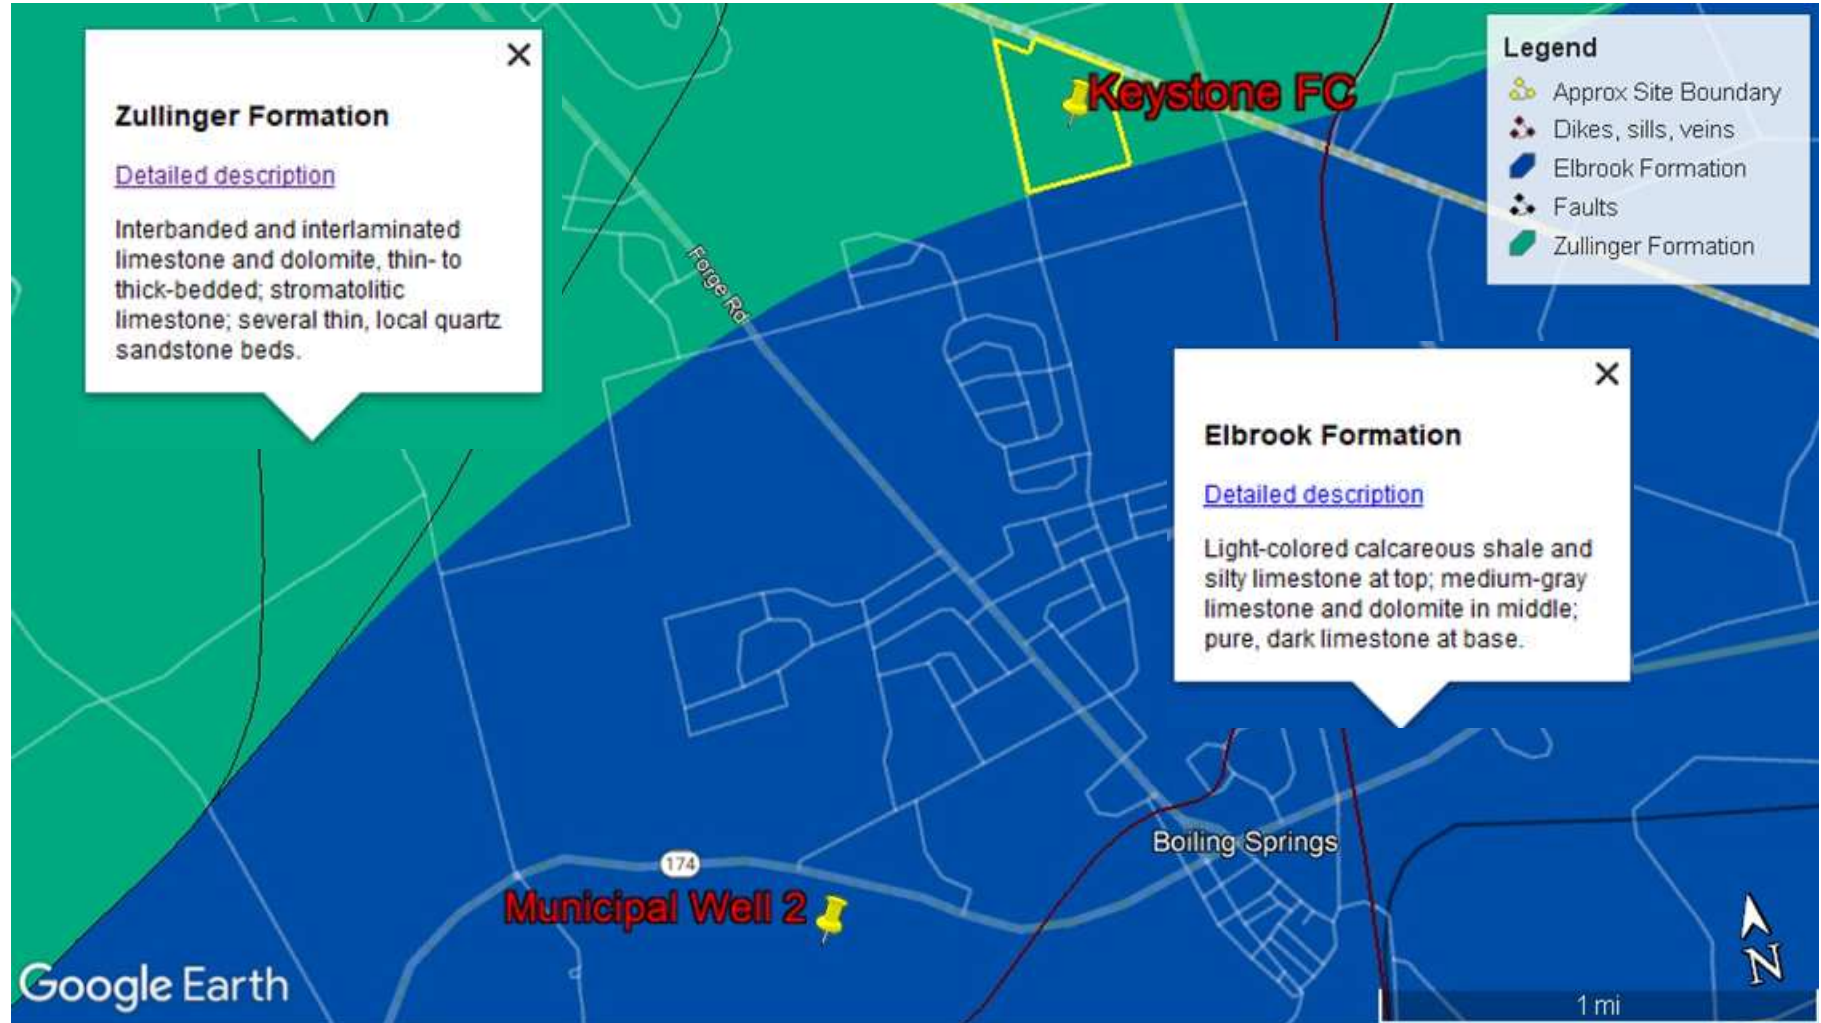 Zullinger Formation
Detailed description
Interbanded and interlaminated
limestone and dolomite, thin- to
thick-bedded; stromatolitic
limestone; several thin, local quartz
sandstone beds.
Keystone FC
Legend
Approx Site Boundary
Dikes, sills, veins
Elbrook Formation
Faults
Zullinger Formation
Forge Rd
Elbrook Formation
Detailed description
Light-colored calcareous shale and
silty limestone at top; medium-gray
limestone and dolomite in middle;
pure, dark limestone at base.
Boiling Springs
174
Municipal Well 2
Google Earth
N
1 mi